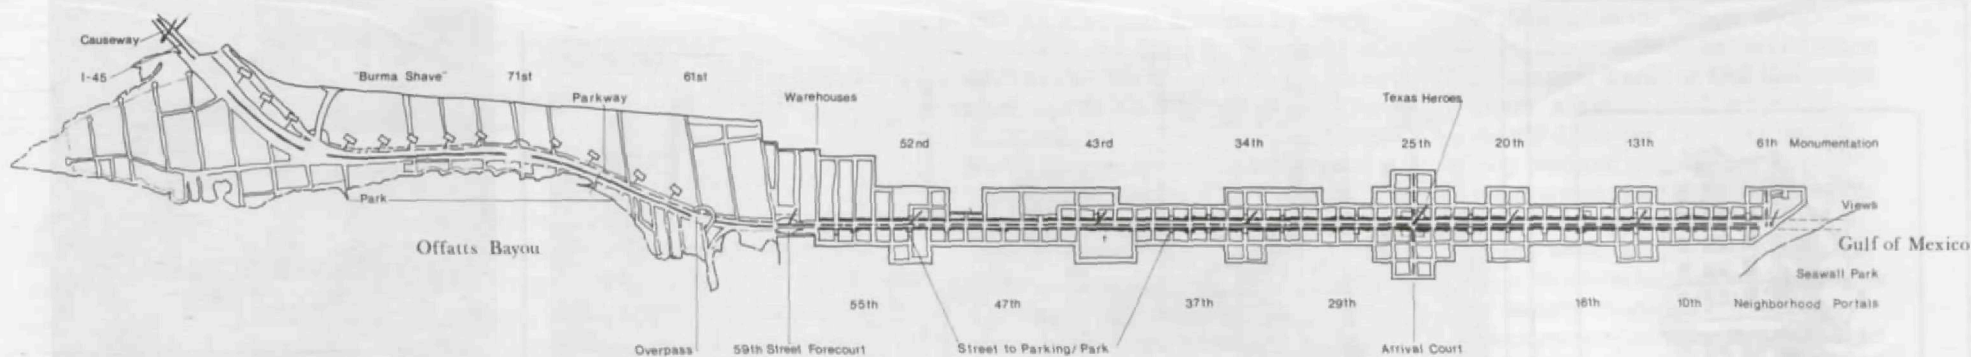 Causeway
I-45
"Burma Shave"
71st
61st
Parkway
Warehouses
Texas Heroes
52nd
43rd
34th
25th
20th
13th
6th Monumentation
Park
Views
Offatts Bayou
Gulf of Mexico
Seawall Park
55th
47th
37th
29th
16th
10th
Neighborhood Portals
Overpass
59th Street Forecourt
Street to Parking/Park
Arrival Court